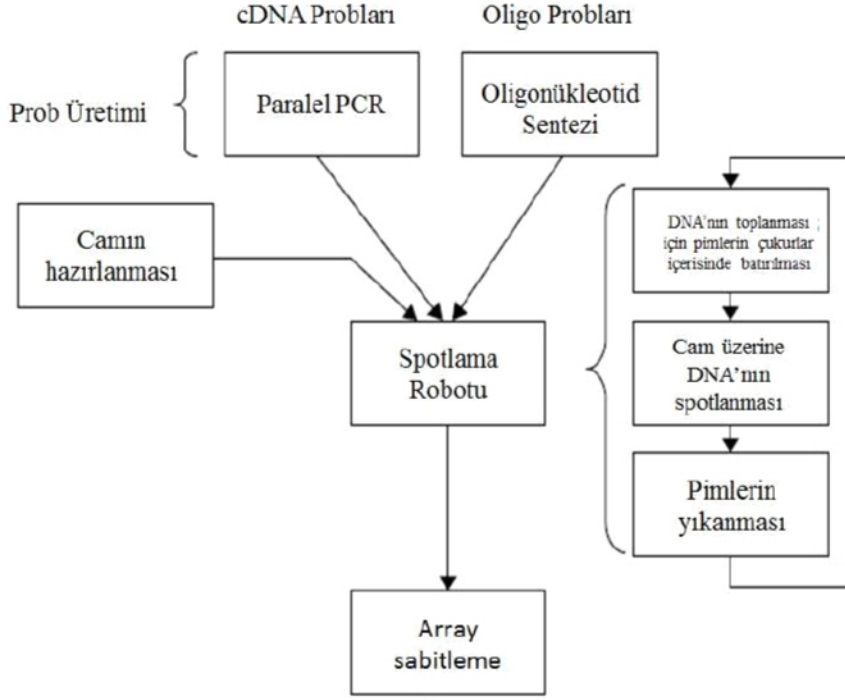 cDNA Probları
Oligo Probları
Prob Üretimi
Paralel PCR
Oligonükleotid
Sentezi
Camın
hazırlanması
Spotlama
Robotu
Array
sabitleme
DNA'nın toplanması ;
için pimlerin çukurlar
içerisinde batırılması
Cam üzerine
DNA'nın
spotlanması
Pimlerin
yıkanması